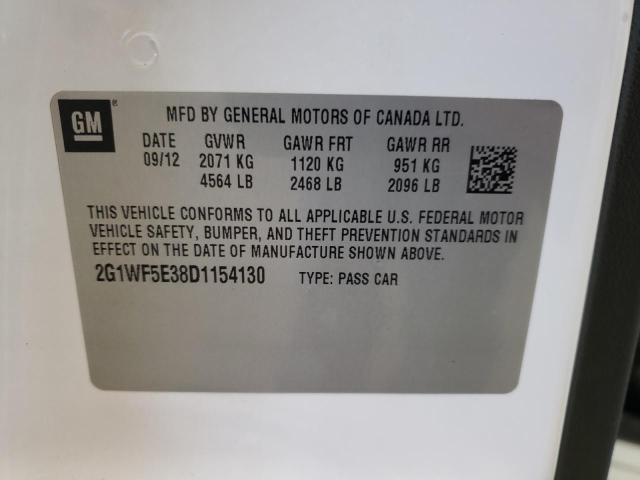 GM®
MFD BY GENERAL MOTORS OF CANADA LTD.
DATE GVWR GAWR FRT GAWR RR
09/12 2071 KG 1120 KG 951 KG
4564 LB 2468 LB 2096 LB
THIS VEHICLE CONFORMS TO ALL APPLICABLE U.S. FEDERAL MOTOR
VEHICLE SAFETY, BUMPER, AND THEFT PREVENTION STANDARDS IN
EFFECT ON THE DATE OF MANUFACTURE SHOWN ABOVE.
2G1WF5E38D1154130 TYPE: PASS CAR